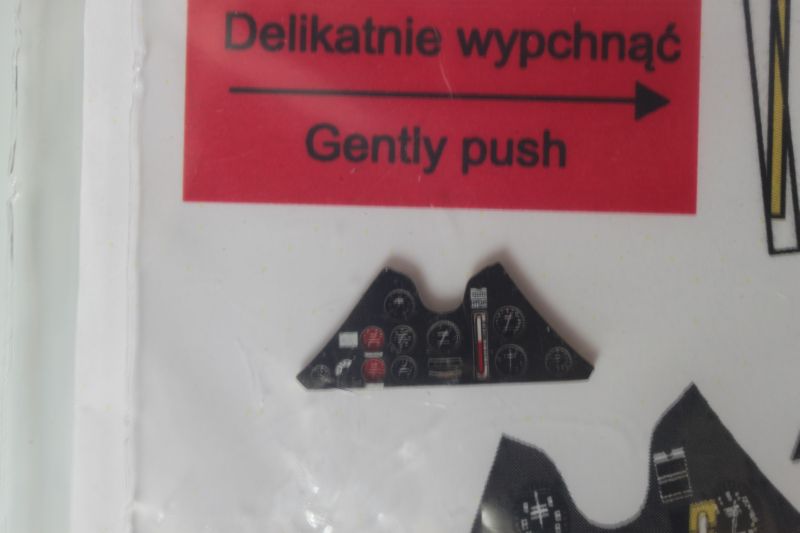 Delikatnie wypchnąć
Gently push